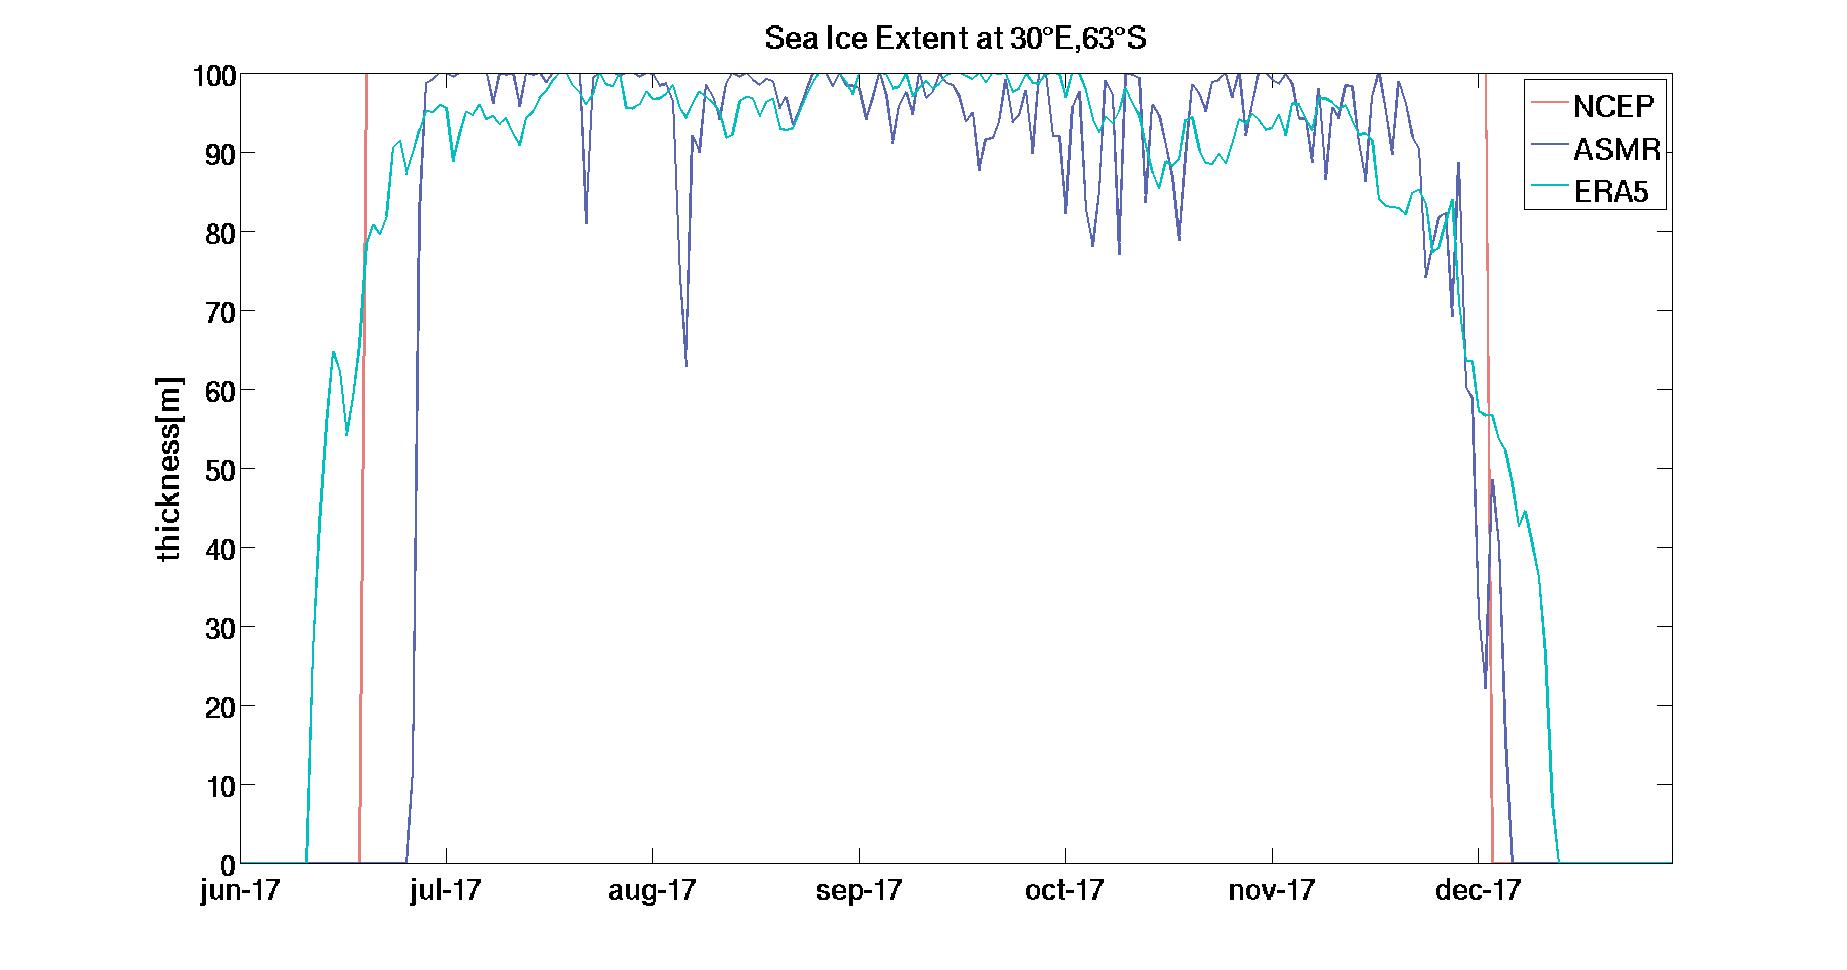 Sea Ice Extent at 30°E,63°S
100
90
80
70
60
50
40
30
20
10
0
thickness[m]
NCEP
ASMR
ERA5
jun-17 jul-17 aug-17 sep-17 oct-17 nov-17 dec-17